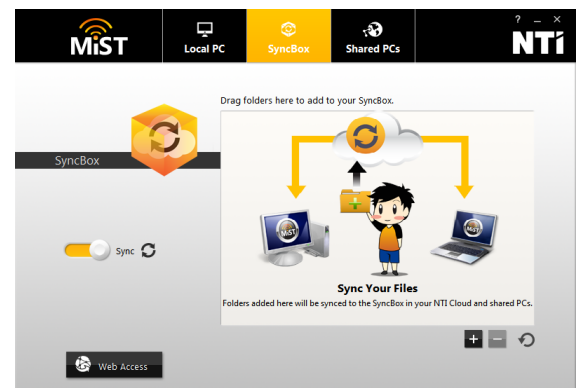 MiST
Local PC
SyncBox
Shared PCs
? – ×
NTi
Drag folders here to add to your SyncBox.
SyncBox
MiST
MiST
Sync
Sync Your Files
Folders added here will be synced to the SyncBox in your NTI Cloud and shared PCs.
Web Access